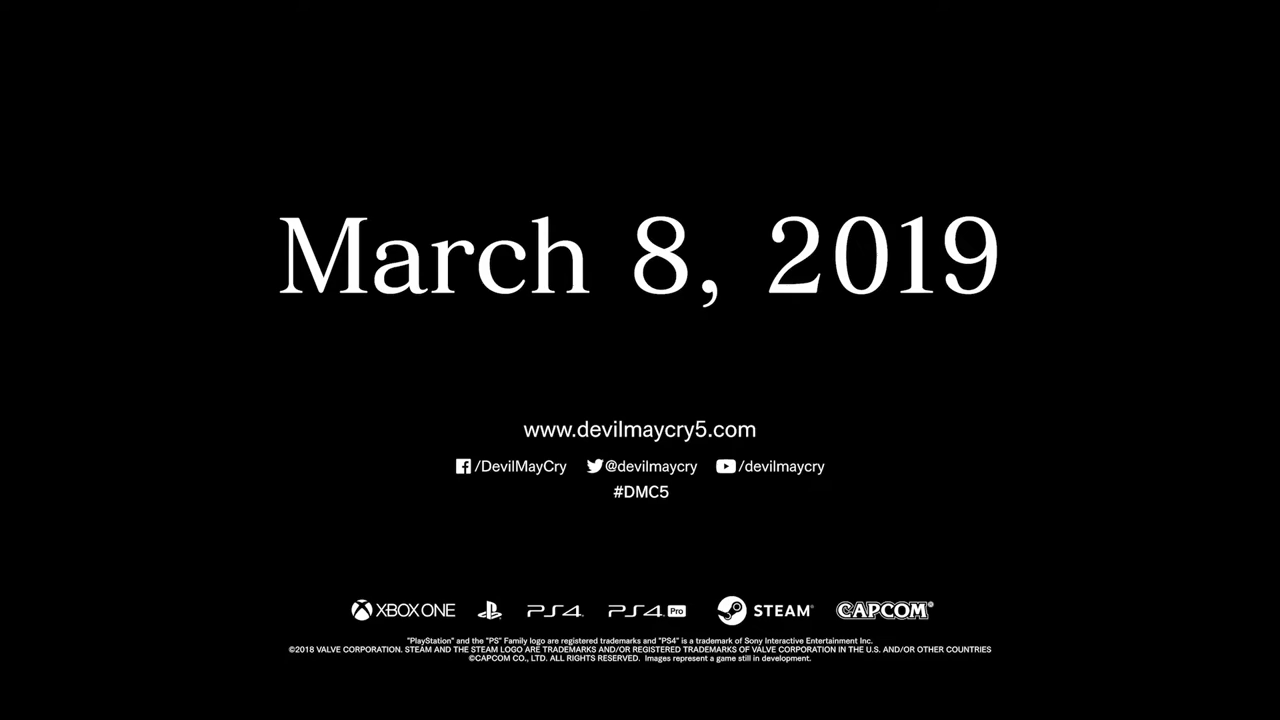 March 8, 2019
www.devilmaycry5.com
/DevilMayCry @devilmaycry /devilmaycry
#DMC5
XBOX ONE PS4 PS4 Pro STEAM® CAPCOM®
"PlayStation" and the "PS" Family logo are registered trademarks and "PS4" is a trademark of Sony Interactive Entertainment Inc.
©2018 VALVE CORPORATION. STEAM AND THE STEAM LOGO ARE TRADEMARKS AND/OR REGISTERED TRADEMARKS OF VALVE CORPORATION IN THE U.S. AND/OR OTHER COUNTRIES
©CAPCOM CO., LTD. ALL RIGHTS RESERVED. Images represent a game still in development.